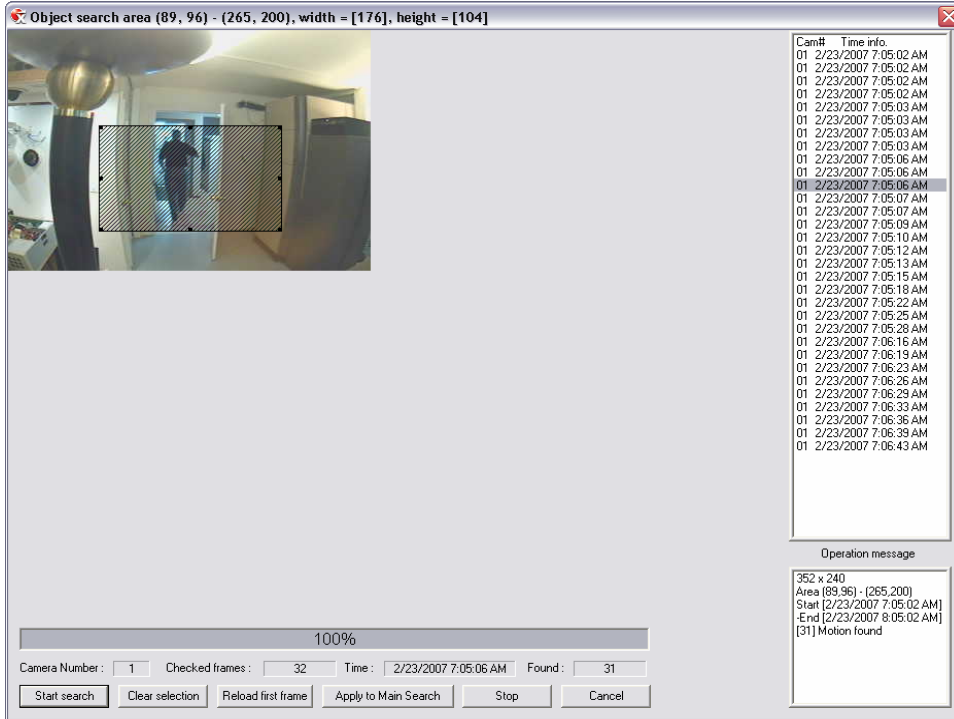 Object search area (89, 96) - (265, 200), width = [176], height = [104]
Cam# Time info.
01 2/23/2007 7:05:02 AM
01 2/23/2007 7:05:02 AM
01 2/23/2007 7:05:02 AM
01 2/23/2007 7:05:02 AM
01 2/23/2007 7:05:03 AM
01 2/23/2007 7:05:03 AM
01 2/23/2007 7:05:03 AM
01 2/23/2007 7:05:03 AM
01 2/23/2007 7:05:06 AM
01 2/23/2007 7:05:06 AM
01 2/23/2007 7:05:06 AM
01 2/23/2007 7:05:07 AM
01 2/23/2007 7:05:07 AM
01 2/23/2007 7:05:09 AM
01 2/23/2007 7:05:10 AM
01 2/23/2007 7:05:12 AM
01 2/23/2007 7:05:13 AM
01 2/23/2007 7:05:15 AM
01 2/23/2007 7:05:18 AM
01 2/23/2007 7:05:22 AM
01 2/23/2007 7:05:25 AM
01 2/23/2007 7:05:28 AM
01 2/23/2007 7:06:16 AM
01 2/23/2007 7:06:19 AM
01 2/23/2007 7:06:23 AM
01 2/23/2007 7:06:26 AM
01 2/23/2007 7:06:29 AM
01 2/23/2007 7:06:33 AM
01 2/23/2007 7:06:36 AM
01 2/23/2007 7:06:39 AM
01 2/23/2007 7:06:43 AM
Operation message
352 x 240
Area (89,96) - (265,200)
Start [2/23/2007 7:05:02 AM]
-End [2/23/2007 8:05:02 AM]
[31] Motion found
100%
Camera Number : 1 Checked frames : 32 Time : 2/23/2007 7:05:06 AM Found : 31
Start search Clear selection Reload first frame Apply to Main Search Stop Cancel